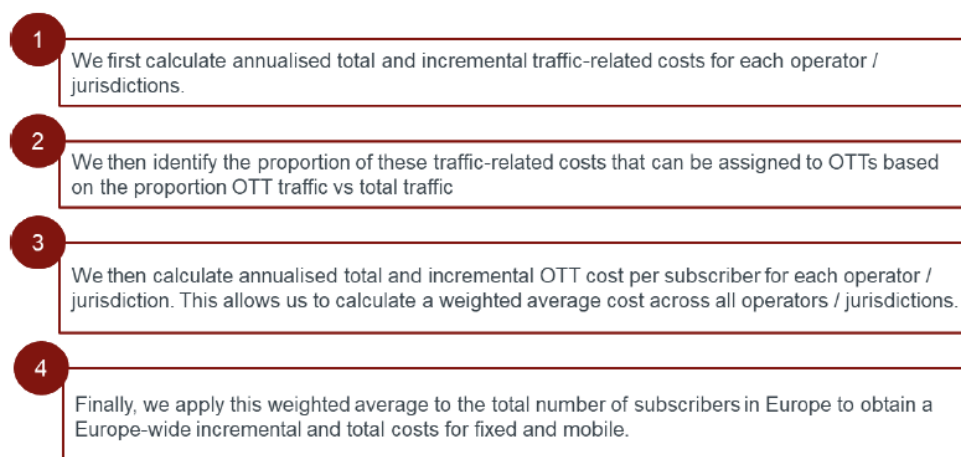 1
We first calculate annualised total and incremental traffic-related costs for each operator /
jurisdictions.
2
We then identify the proportion of these traffic-related costs that can be assigned to OTTs based
on the proportion OTT traffic vs total traffic
3
We then calculate annualised total and incremental OTT cost per subscriber for each operator /
jurisdiction. This allows us to calculate a weighted average cost across all operators / jurisdictions.
4
Finally, we apply this weighted average to the total number of subscribers in Europe to obtain a
Europe-wide incremental and total costs for fixed and mobile.